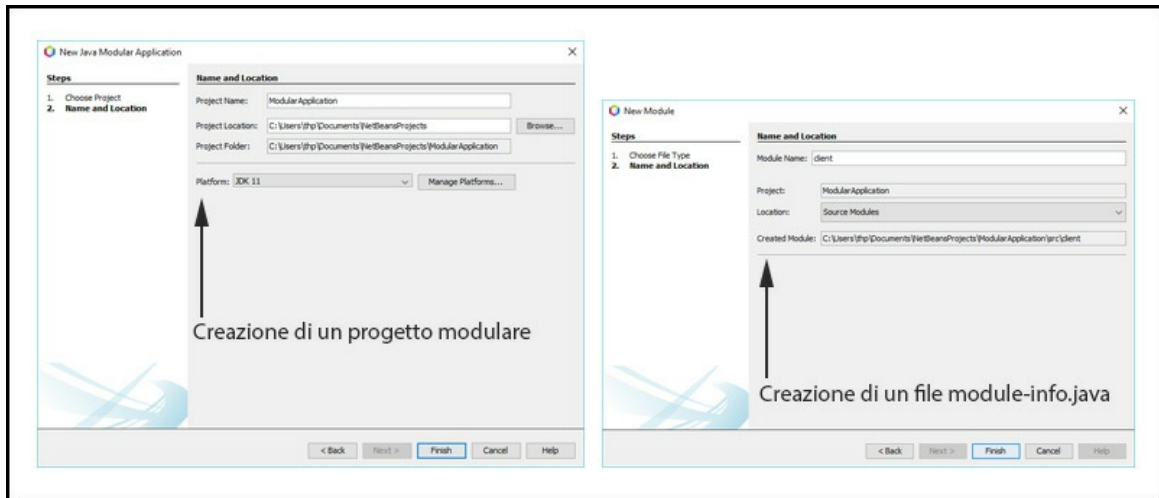 New Java Modular Application
Steps
1. Choose Project
2. Name and Location
Name and Location
Project Name: ModularApplication
Project Location: C:\Users\thp\Documents\NetBeansProjects Browse...
Project Folder: C:\Users\thp\Documents\NetBeansProjects\ModularApplication
Platform: JDK 11 Manage Platforms...
Creazione di un progetto modulare
< Back Next > Finish Cancel Help
New Module
Steps
1. Choose File Type
2. Name and Location
Name and Location
Module Name: client
Project: ModularApplication
Location: Source Modules
Created Module: C:\Users\thp\Documents\NetBeansProjects\ModularApplication\src\client
Creazione di un file module-info.java
< Back Next > Finish Cancel Help